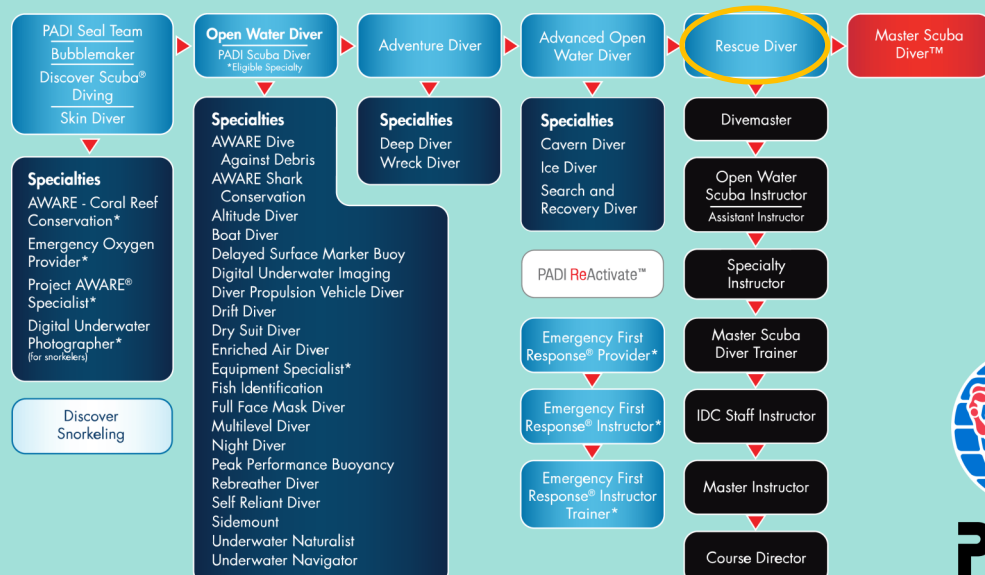 PADI Seal Team
Bubblemaker
Discover Scuba®
Diving
Skin Diver
Specialties
AWARE - Coral Reef
Conservation*
Emergency Oxygen
Provider*
Project AWARE®
Specialist*
Digital Underwater
Photographer*
(for snorkelers)
Discover
Snorkeling
Open Water Diver
PADI Scuba Diver
*Eligible Specialty
Specialties
AWARE Dive
Against Debris
AWARE Shark
Conservation
Altitude Diver
Boat Diver
Delayed Surface Marker Buoy
Digital Underwater Imaging
Diver Propulsion Vehicle Diver
Drift Diver
Dry Suit Diver
Enriched Air Diver
Equipment Specialist*
Fish Identification
Full Face Mask Diver
Multilevel Diver
Night Diver
Peak Performance Buoyancy
Rebreather Diver
Self Reliant Diver
Sidemount
Underwater Naturalist
Underwater Navigator
Adventure Diver
Specialties
Deep Diver
Wreck Diver
Advanced Open
Water Diver
Specialties
Cavern Diver
Ice Diver
Search and
Recovery Diver
PADI ReActivate™
Emergency First
Response® Provider*
Emergency First
Response® Instructor*
Emergency First
Response® Instructor
Trainer*
Rescue Diver
Divemaster
Open Water
Scuba Instructor
Assistant Instructor
Specialty
Instructor
Master Scuba
Diver Trainer
IDC Staff Instructor
Master Instructor
Course Director
Master Scuba
Diver™
P